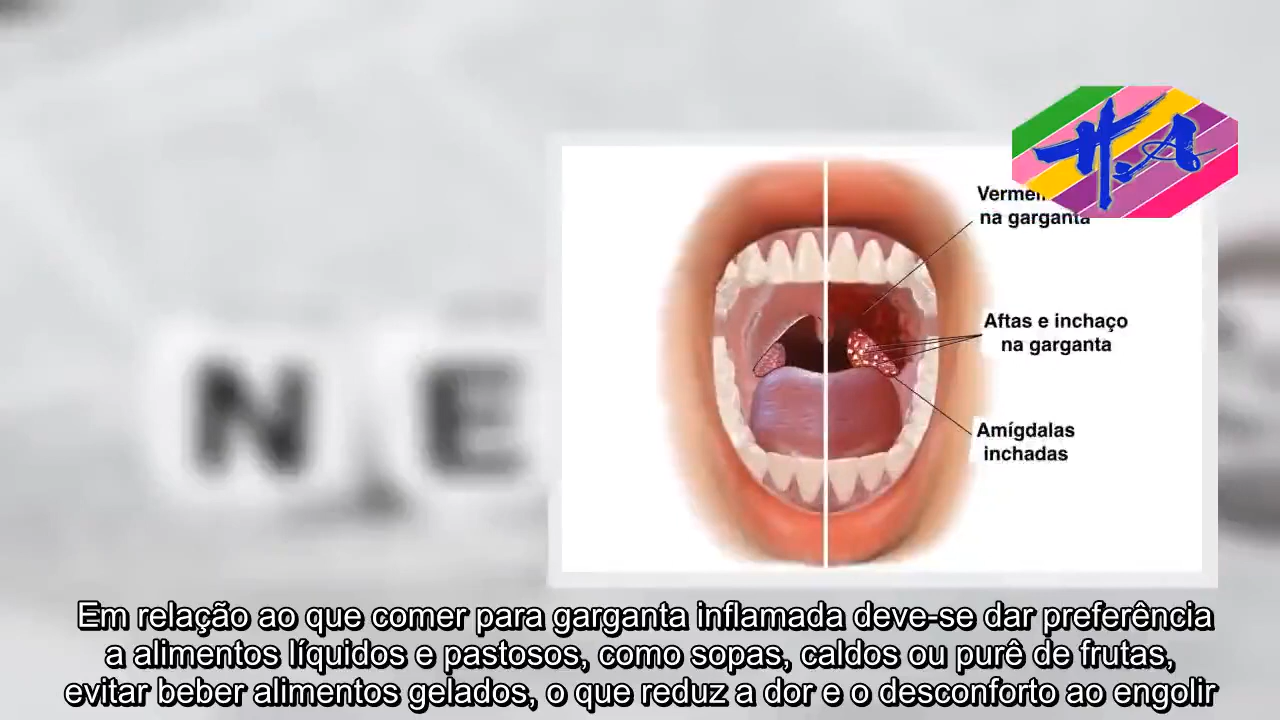 H.A
N E
Vermel
na garganta
Aftas e inchaço
na garganta
Amígdalas
inchadas
Em relação ao que comer para garganta inflamada deve-se dar preferência
a alimentos líquidos e pastosos, como sopas, caldos ou purê de frutas,
evitar beber alimentos gelados, o que reduz a dor e o desconforto ao engolir